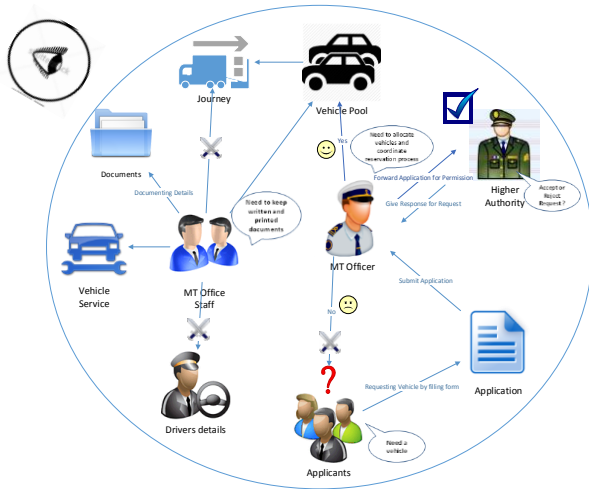 Journey
Vehicle Pool
Need to allocate
vehicles and
coordinate
reservation process
Yes
Documents
Forward Application for Permission
Higher
Authority
Accept or
Reject
Request ?
Documenting Details
Need to keep
written and
printed
documents
Give Response for Request
MT Officer
Vehicle
Service
MT Office
Staff
Submit Application
No
?
Application
Requesting Vehicle by filling form
Drivers details
Need a
vehicle
Applicants